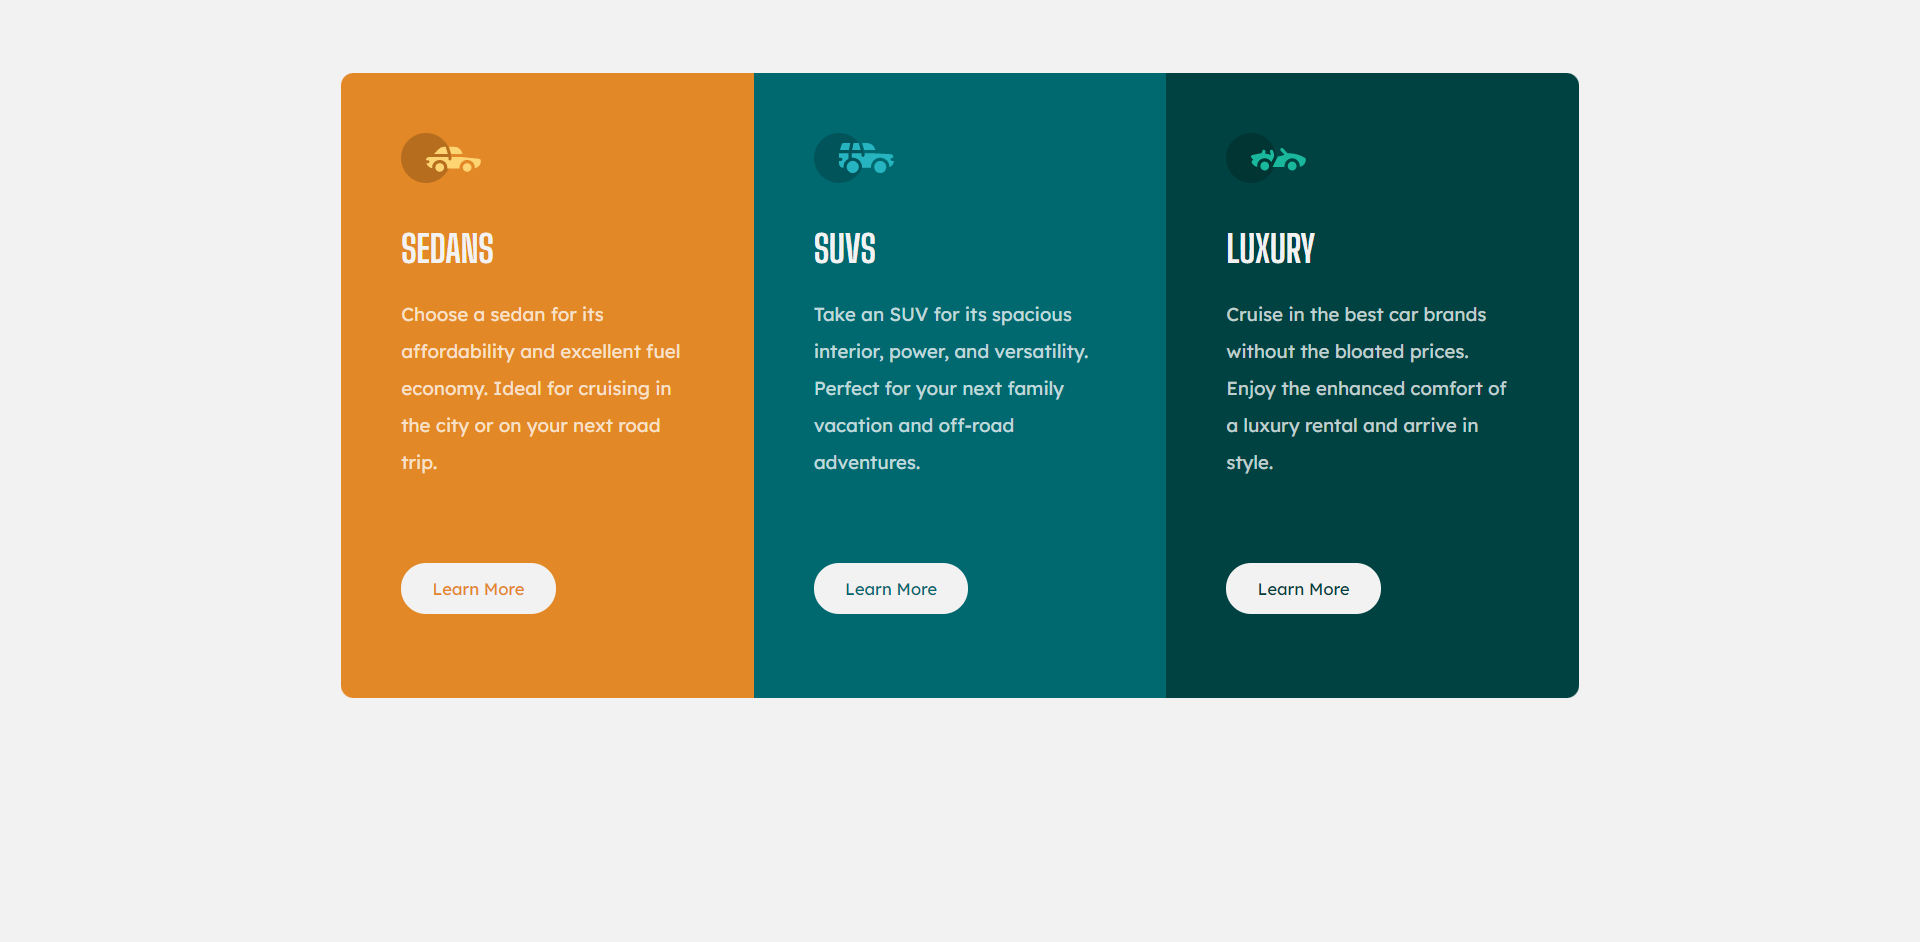 SEDANS
Choose a sedan for its
affordability and excellent fuel
economy. Ideal for cruising in
the city or on your next road
trip.
Learn More
SUVS
Take an SUV for its spacious
interior, power, and versatility.
Perfect for your next family
vacation and off-road
adventures.
Learn More
LUXURY
Cruise in the best car brands
without the bloated prices.
Enjoy the enhanced comfort of
a luxury rental and arrive in
style.
Learn More